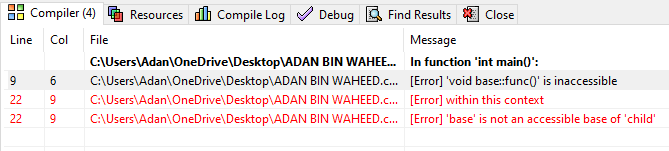 Compiler (4) Resources Compile Log Debug Find Results Close
Line Col File Message
C:\Users\Adan\OneDrive\Desktop\ADAN BIN WAHEE... In function 'int main()':
9 6 C:\Users\Adan\OneDrive\Desktop\ADAN BIN WAHEED.c... [Error] 'void base::func()' is inaccessible
22 9 C:\Users\Adan\OneDrive\Desktop\ADAN BIN WAHEED.c... [Error] within this context
22 9 C:\Users\Adan\OneDrive\Desktop\ADAN BIN WAHEED.c... [Error] 'base' is not an accessible base of 'child'